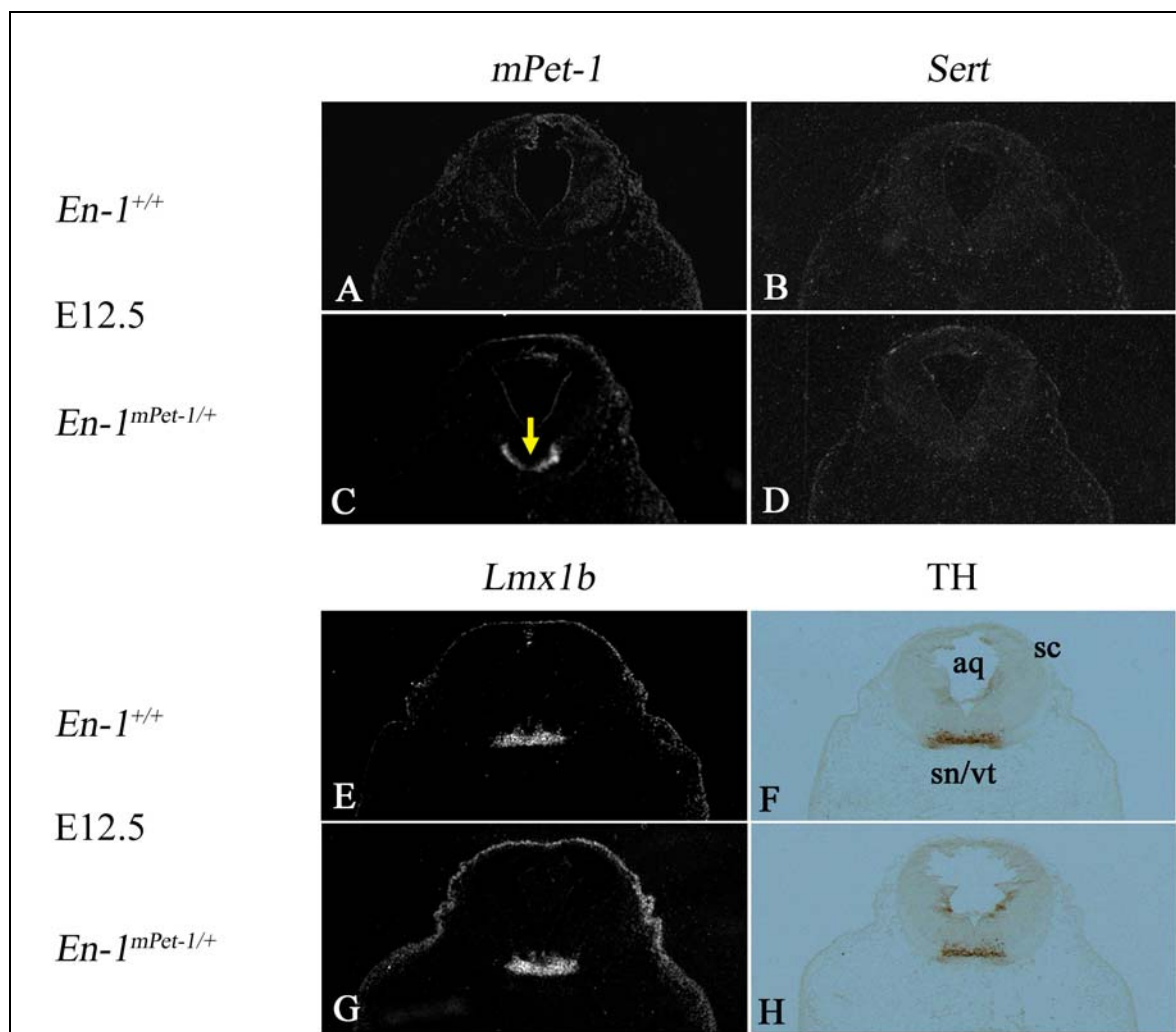 mPet-1 Sert
En-1+/+
A B
E12.5
En-1mPet-1/+
C D
Lmx1b TH
En-1+/+
aq sc
sn/vt
E F
E12.5
En-1mPet-1/+
G H